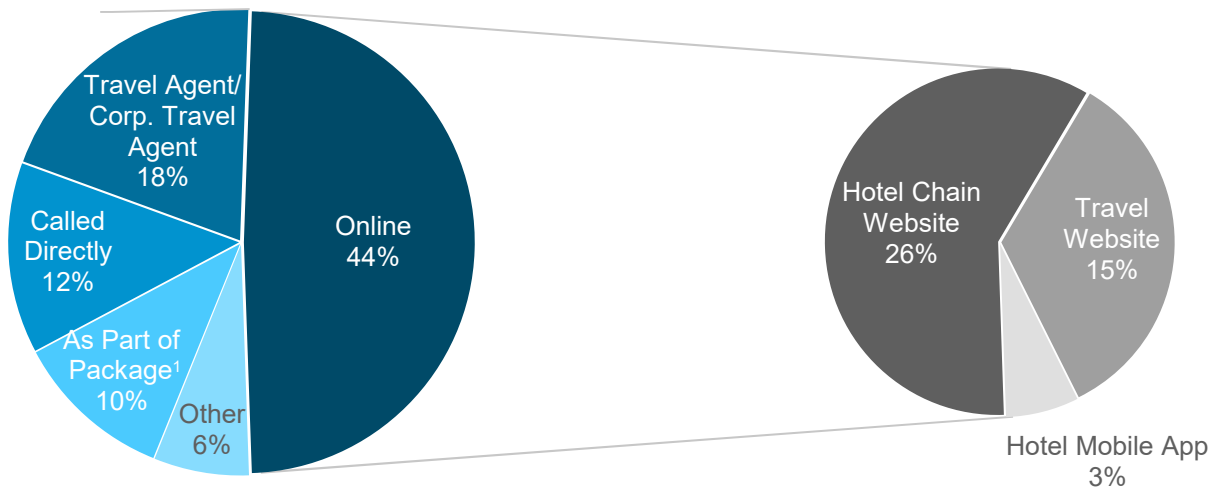 Travel Agent/
Corp. Travel
Agent
18%
Called
Directly
12%
As Part of
Package¹
10%
Other
6%
Online
44%
Hotel Chain
Website
26%
Travel
Website
15%
Hotel Mobile App
3%